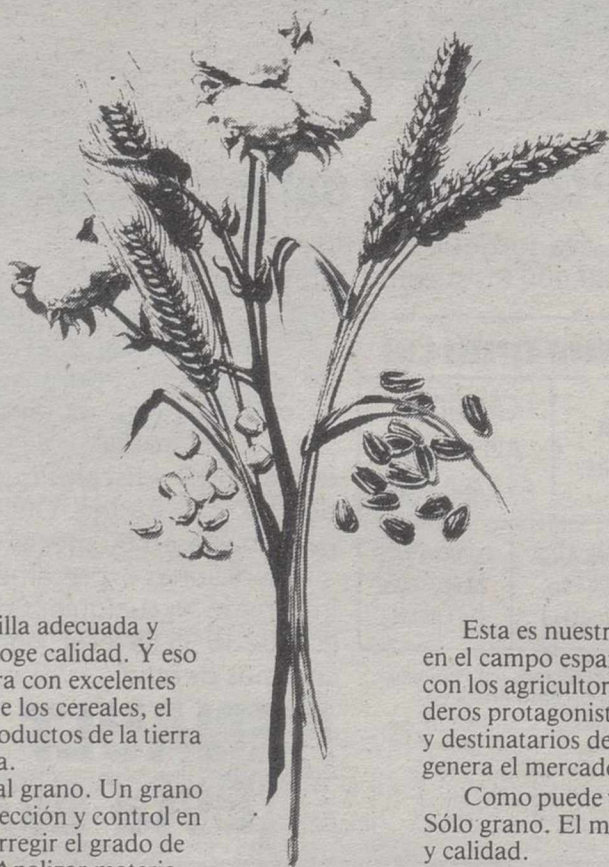 illa adecuada y
oge calidad. Y eso
ra con excelentes
e los cereales, el
oductos de la tierra
a.
al grano. Un grano
ección y control en
rregir el grado de
Analizar materia
Esta es nuestr
en el campo espa
con los agricultor
deros protagonist
y destinatarios de
genera el mercad
Como puede
Sólo grano. El m
y calidad.